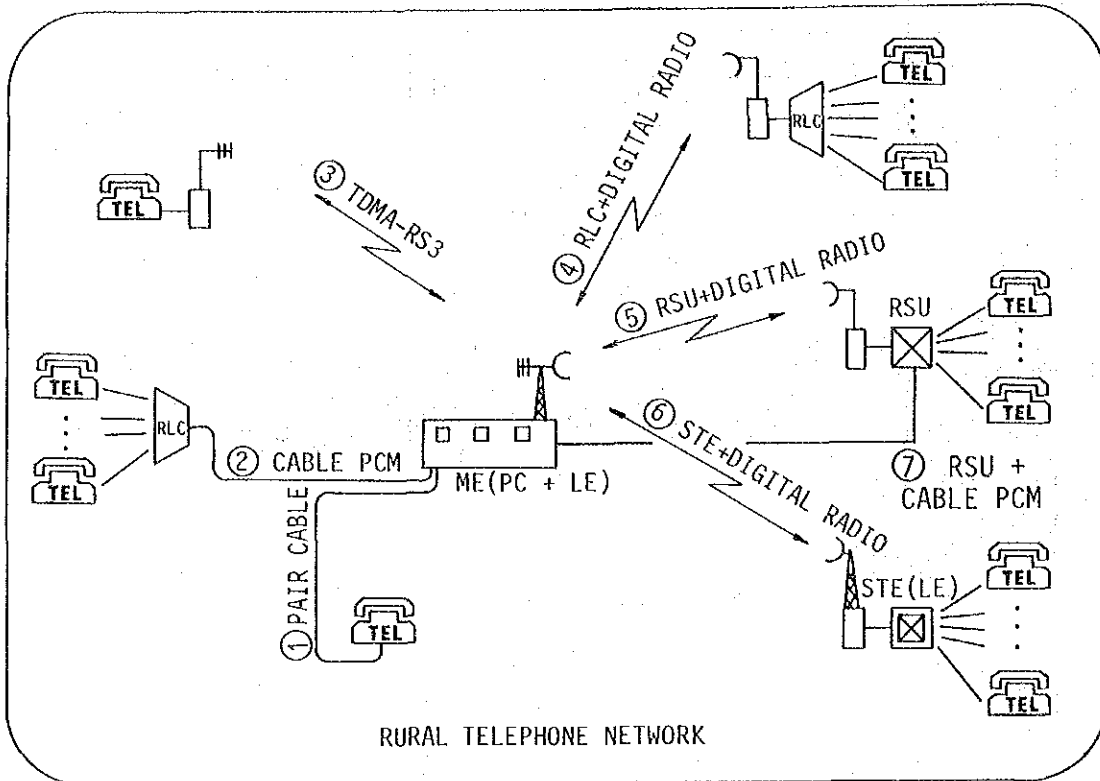 TEL
RLC
TEL
③ TDMA-RS3
TEL
④ RLC+DIGITAL RADIO
⑤ RSU+DIGITAL RADIO
RSU
TEL
TEL
TEL
RLC
TEL
② CABLE PCM
ME(PC + LE)
⑥ STE+DIGITAL RADIO
⑦ RSU +
CABLE PCM
① PAIR CABLE
TEL
STE(LE)
TEL
TEL
RURAL TELEPHONE NETWORK